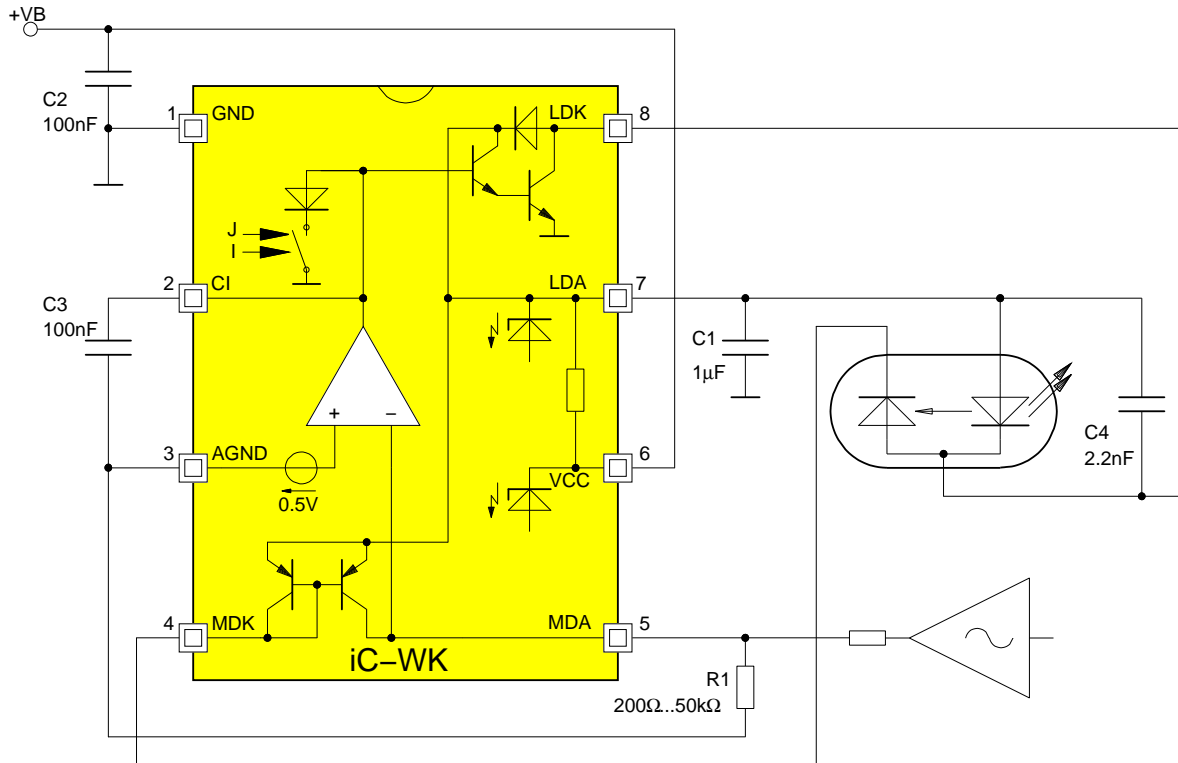 +VB
C2
100nF
1
GND
LDK
8
J
I
2
CI
LDA
7
C3
100nF
C1
1µF
+
−
3
AGND
VCC
6
0.5V
C4
2.2nF
4
MDK
MDA
5
iC−WK
R1
200Ω...50kΩ